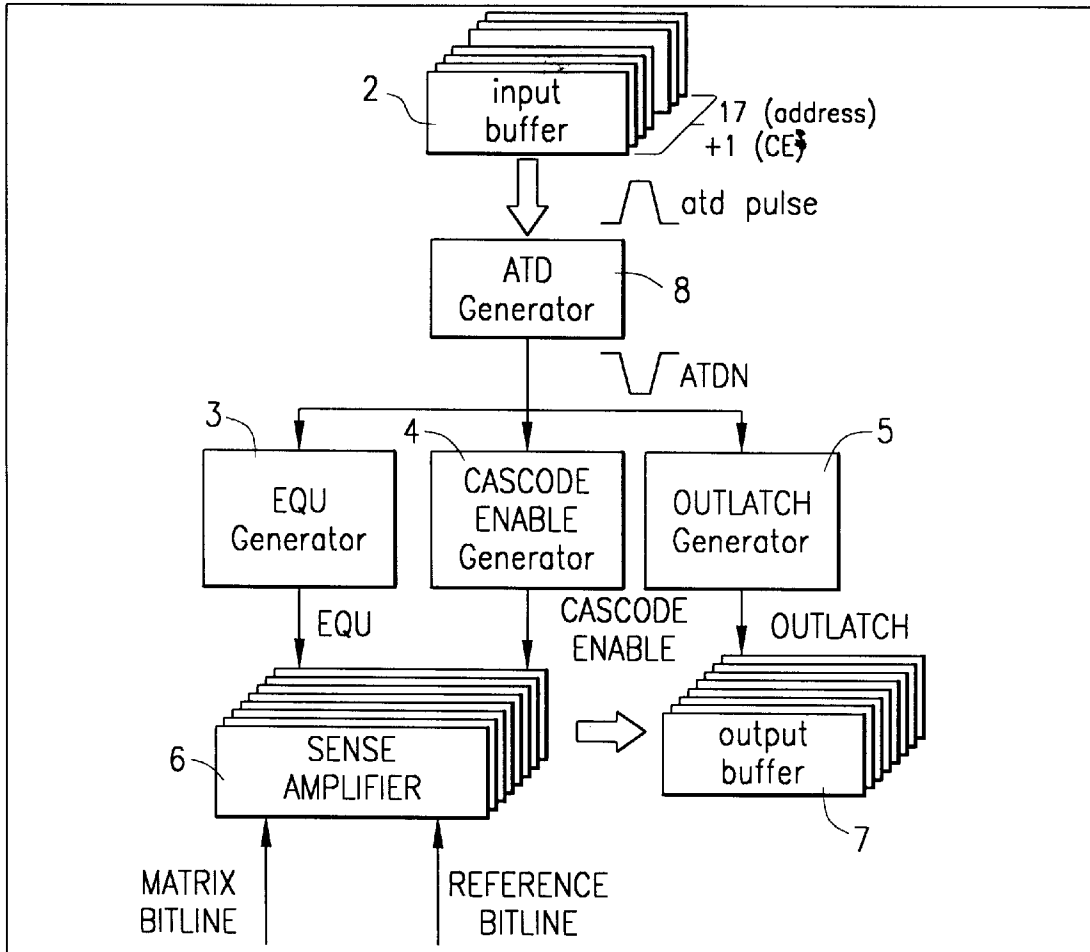 2
input
buffer
17 (address)
+1 (CE)
atd pulse
ATD
Generator
8
ATDN
3
4
5
EQU
Generator
CASCODE
ENABLE
Generator
OUTLATCH
Generator
EQU
CASCODE
ENABLE
OUTLATCH
6
SENSE
AMPLIFIER
output
buffer
7
MATRIX
BITLINE
REFERENCE
BITLINE